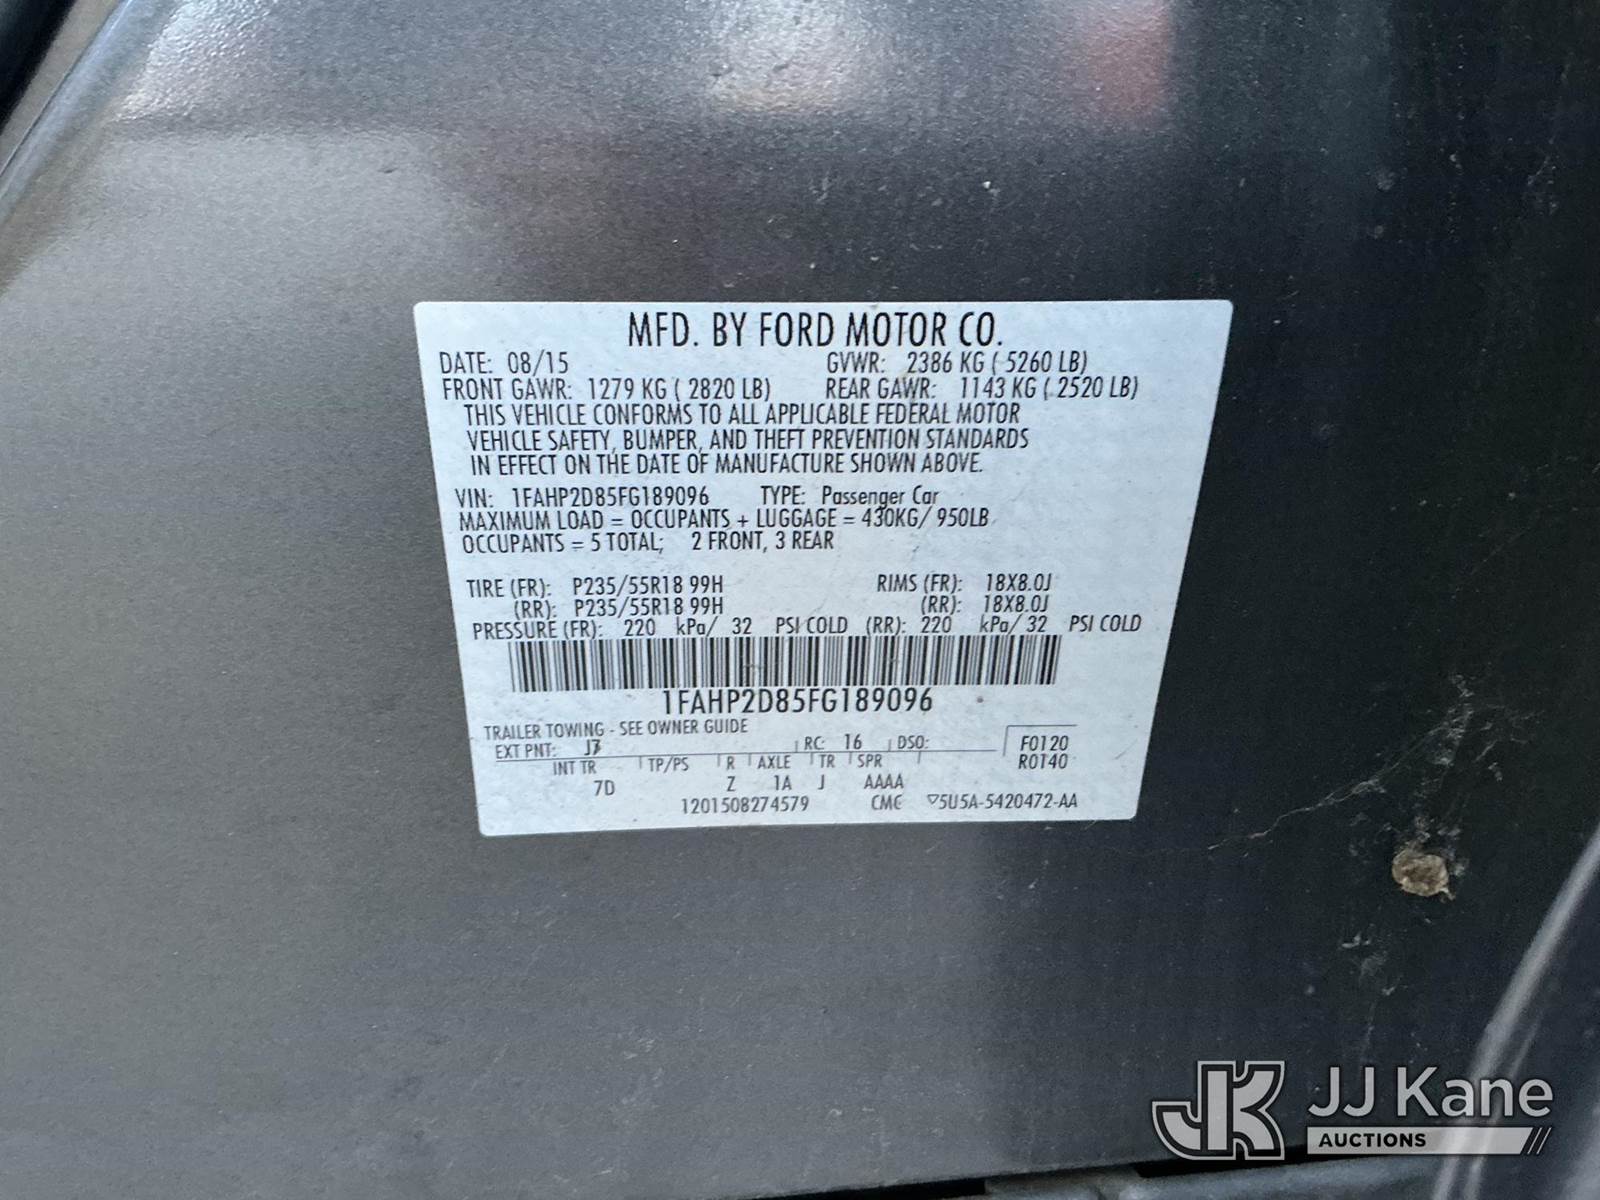 MFD. BY FORD MOTOR CO.
DATE: 08/15 GVWR: 2386 KG ( 5260 LB)
FRONT GAWR: 1279 KG ( 2820 LB) REAR GAWR: 1143 KG ( 2520 LB)
THIS VEHICLE CONFORMS TO ALL APPLICABLE FEDERAL MOTOR
VEHICLE SAFETY, BUMPER, AND THEFT PREVENTION STANDARDS
IN EFFECT ON THE DATE OF MANUFACTURE SHOWN ABOVE.
VIN: 1FAHP2D85FG189096 TYPE: Passenger Car
MAXIMUM LOAD = OCCUPANTS + LUGGAGE = 430KG/ 950LB
OCCUPANTS = 5 TOTAL; 2 FRONT, 3 REAR
TIRE (FR): P235/55R18 99H RIMS (FR): 18X8.0J
(RR): P235/55R18 99H (RR): 18X8.0J
PRESSURE (FR): 220 kPa/ 32 PSI COLD (RR): 220 kPa/ 32 PSI COLD
1FAHP2D85FG189096
TRAILER TOWING - SEE OWNER GUIDE
EXT PNT: J7 RC: 16 DSO: F0120
INT TR TP/PS R AXLE TR SPR R0140
7D Z 1A J AAAA
1201508274579 CMC ▽5U5A-5420472-AA
JK JJ Kane
AUCTIONS